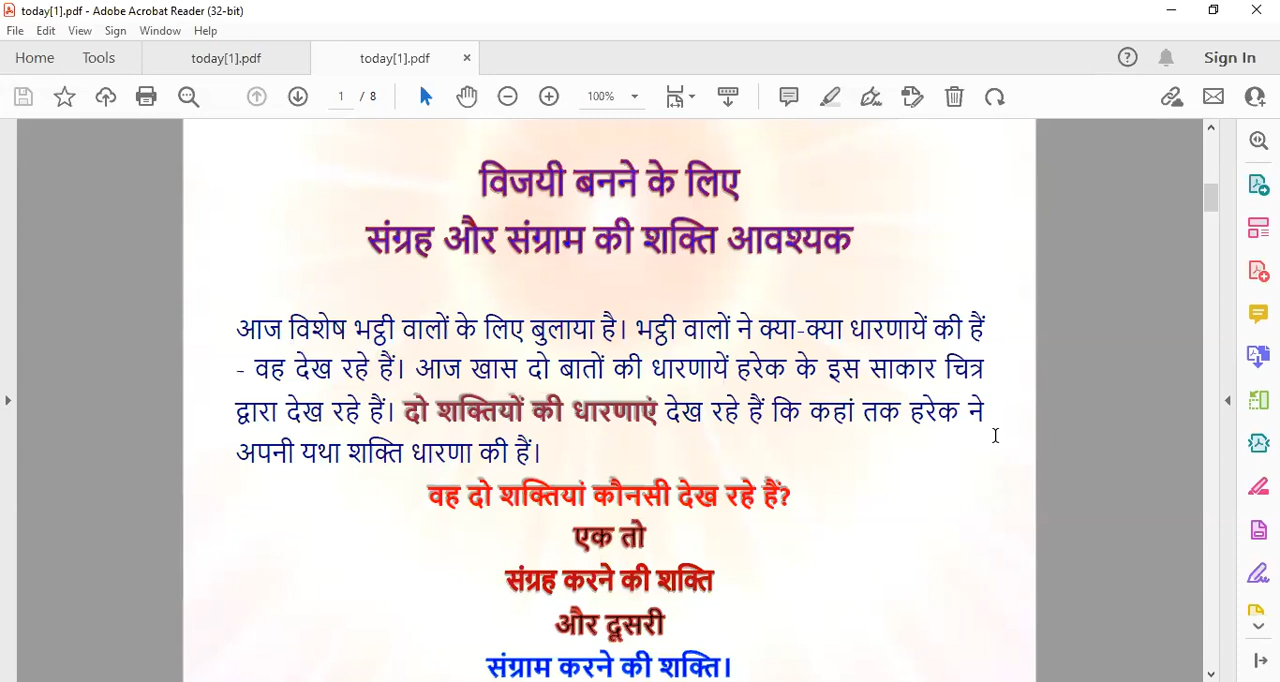 today[1].pdf - Adobe Acrobat Reader (32-bit)
File Edit View Sign Window Help
Home Tools today[1].pdf today[1].pdf × Sign In
1 / 8 100%
विजयी बनने के लिए
संग्रह और संग्राम की शक्ति आवश्यक
आज विशेष भट्ठी वालों के लिए बुलाया है। भट्ठी वालों ने क्या-क्या धारणायें की हैं
- वह देख रहे हैं। आज खास दो बातों की धारणायें हरेक के इस साकार चित्र
द्वारा देख रहे हैं। दो शक्तियों की धारणाएं देख रहे हैं कि कहां तक हरेक ने
अपनी यथा शक्ति धारणा की हैं।
वह दो शक्तियां कौनसी देख रहे हैं?
एक तो
संग्रह करने की शक्ति
और दूसरी
संग्राम करने की शक्ति।